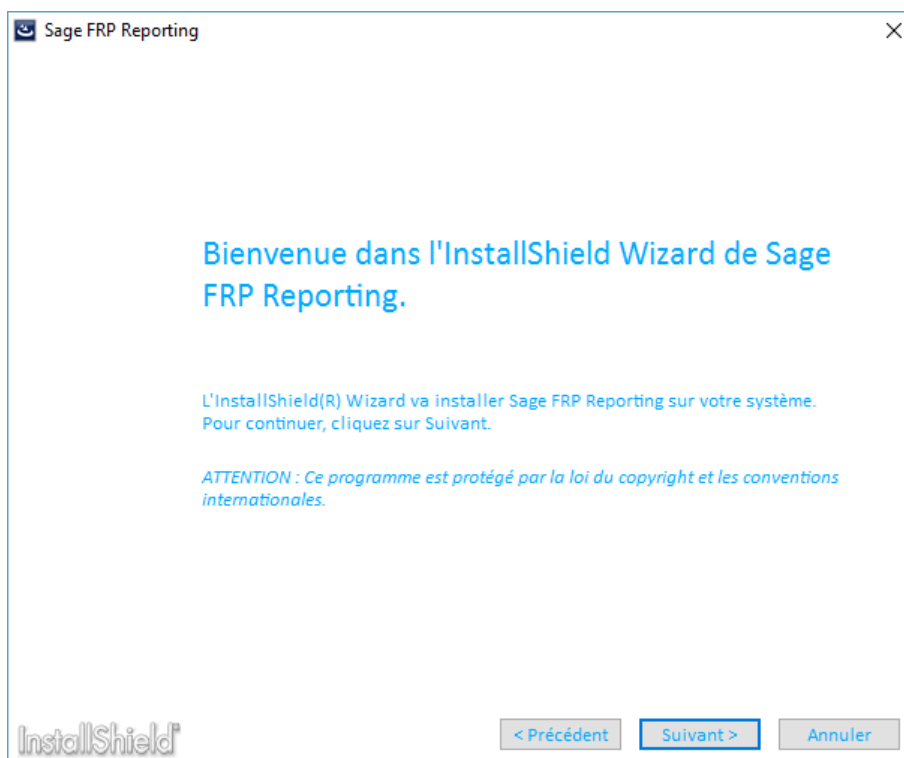 Sage FRP Reporting
Bienvenue dans l'InstallShield Wizard de Sage
FRP Reporting.
L'InstallShield(R) Wizard va installer Sage FRP Reporting sur votre système.
Pour continuer, cliquez sur Suivant.
ATTENTION : Ce programme est protégé par la loi du copyright et les conventions
internationales.
InstallShield®
< Précédent
Suivant >
Annuler